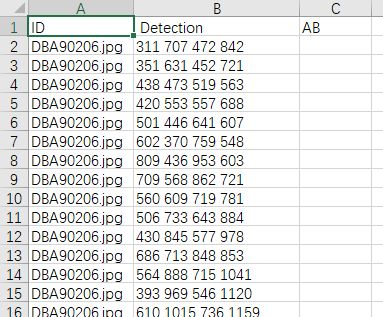 A B C
1 ID Detection AB
2 DBA90206.jpg 311 707 472 842
3 DBA90206.jpg 351 631 452 721
4 DBA90206.jpg 438 473 519 563
5 DBA90206.jpg 420 553 557 688
6 DBA90206.jpg 501 446 641 607
7 DBA90206.jpg 602 370 759 548
8 DBA90206.jpg 809 436 953 603
9 DBA90206.jpg 709 568 862 721
10 DBA90206.jpg 560 609 719 781
11 DBA90206.jpg 506 733 643 884
12 DBA90206.jpg 430 845 577 978
13 DBA90206.jpg 686 713 848 853
14 DBA90206.jpg 564 888 715 1041
15 DBA90206.jpg 393 969 546 1120
16 DBA90206.jpg 610 1015 736 1159